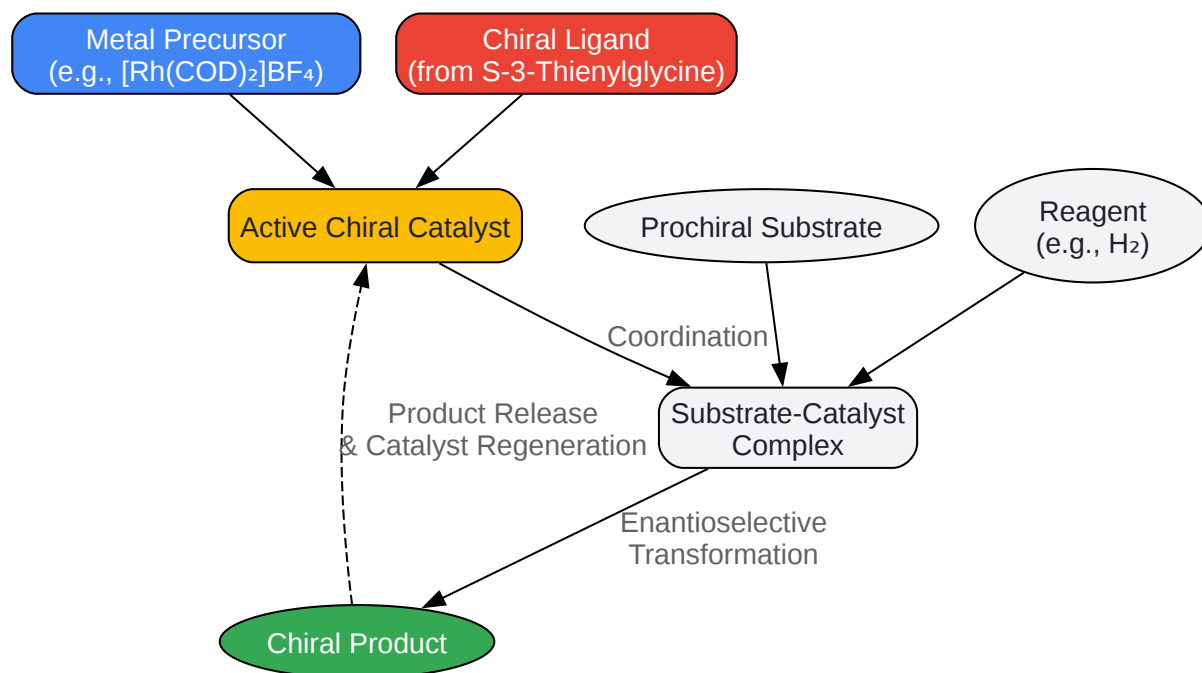 Metal Precursor
(e.g., [Rh(COD)₂]BF₄)
Chiral Ligand
(from S-3-Thienylglycine)
Active Chiral Catalyst
Prochiral Substrate
Reagent
(e.g., H₂)
Coordination
Product Release
& Catalyst Regeneration
Substrate-Catalyst
Complex
Enantioselective
Transformation
Chiral Product